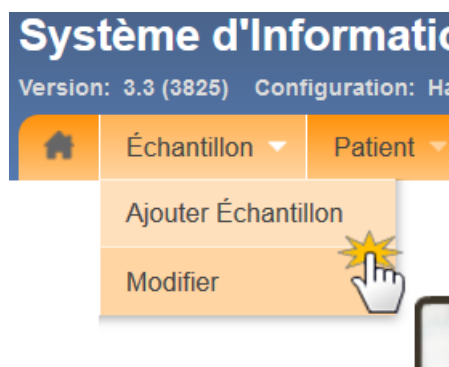 Système d'Informatio
Version: 3.3 (3825) Configuration: Ha
Échantillon Patient
Ajouter Échantillon
Modifier